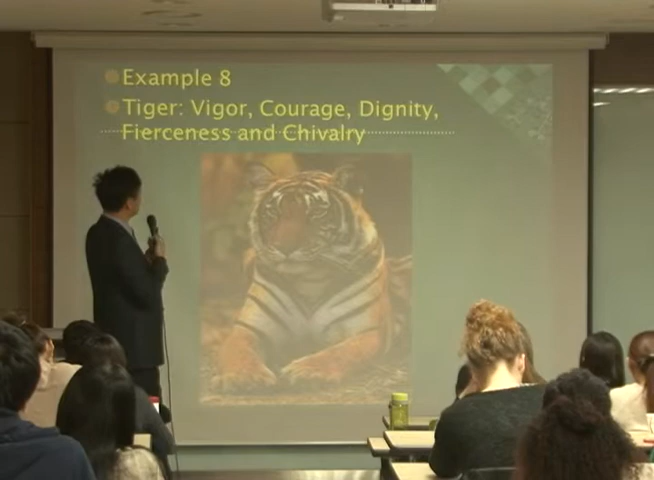 Example 8
Tiger: Vigor, Courage, Dignity,
Fierceness and Chivalry